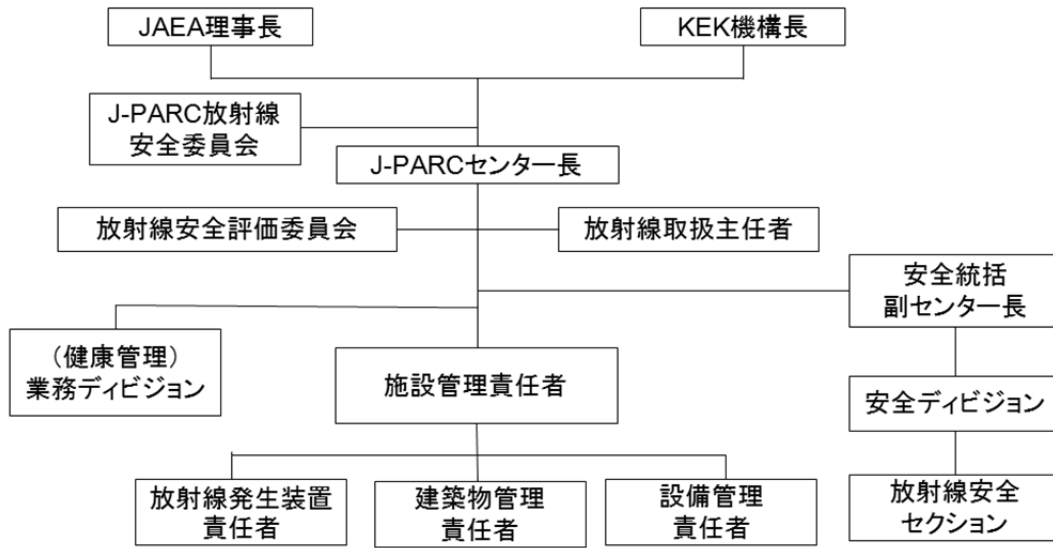 JAEA理事長
KEK機構長
J-PARC放射線
安全委員会
J-PARCセンター長
放射線安全評価委員会
放射線取扱主任者
安全統括
副センター長
（健康管理）
業務ディビジョン
施設管理責任者
安全ディビジョン
放射線発生装置
責任者
建築物管理
責任者
設備管理
責任者
放射線安全
セクション